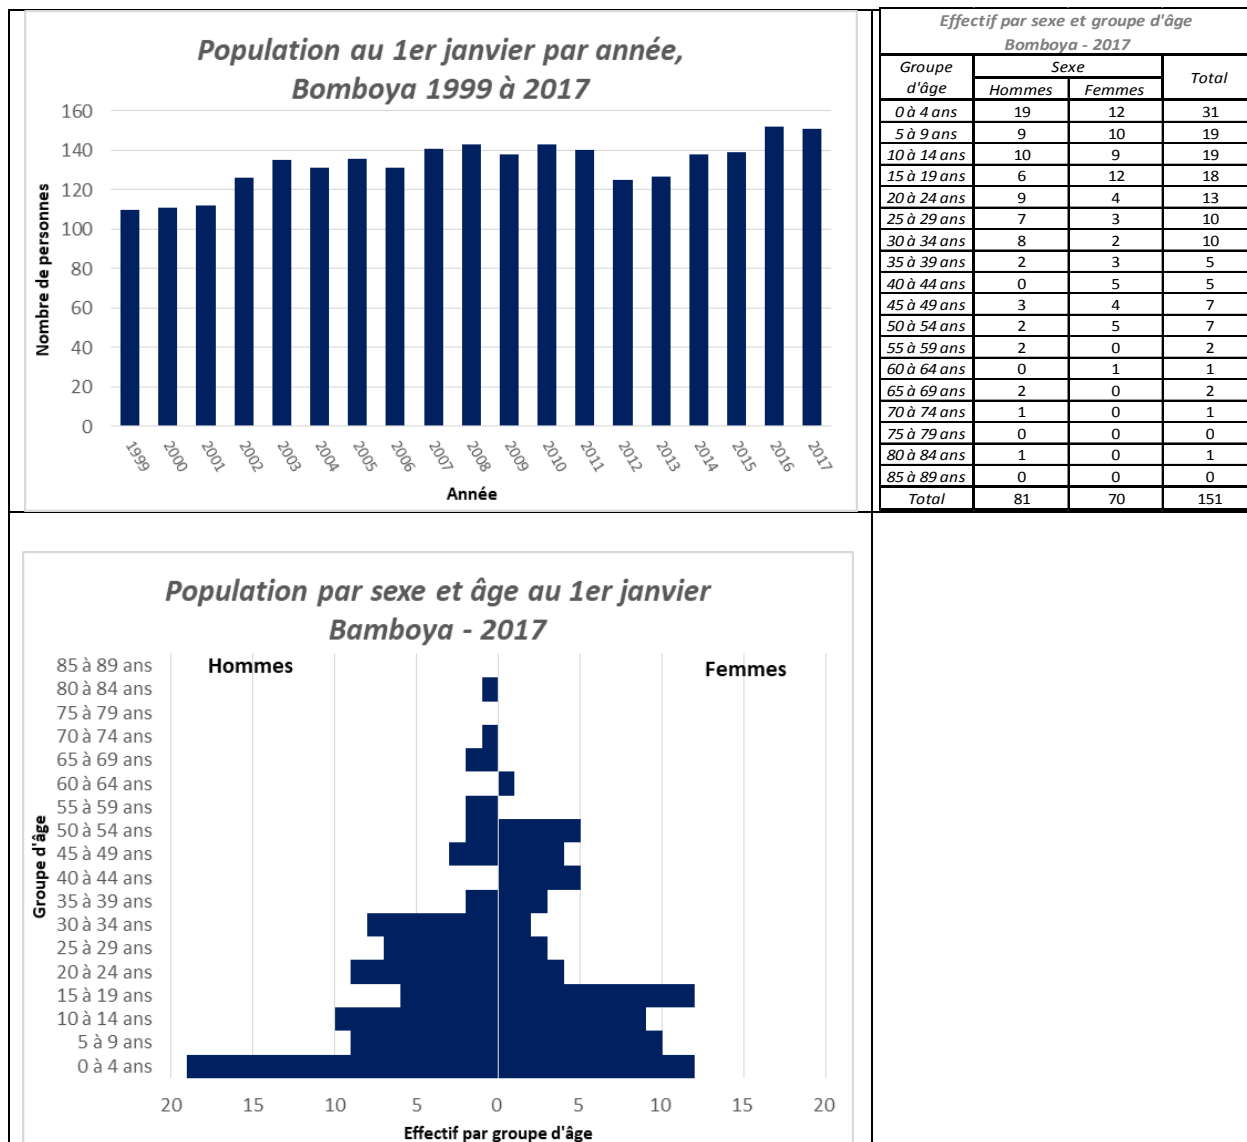 Population au 1er janvier par année,
Bomboya 1999 à 2017
160
140
120
100
80
60
40
20
0
Nombre de personnes
1999 2000 2001 2002 2003 2004 2005 2006 2007 2008 2009 2010 2011 2012 2013 2014 2015 2016 2017
Année
Effectif par sexe et groupe d'âge
Bomboya - 2017
Groupe d'âge Sexe Total
Hommes Femmes
0 à 4 ans 19 12 31
5 à 9 ans 9 10 19
10 à 14 ans 10 9 19
15 à 19 ans 6 12 18
20 à 24 ans 9 4 13
25 à 29 ans 7 3 10
30 à 34 ans 8 2 10
35 à 39 ans 2 3 5
40 à 44 ans 0 5 5
45 à 49 ans 3 4 7
50 à 54 ans 2 5 7
55 à 59 ans 2 0 2
60 à 64 ans 0 1 1
65 à 69 ans 2 0 2
70 à 74 ans 1 0 1
75 à 79 ans 0 0 0
80 à 84 ans 1 0 1
85 à 89 ans 0 0 0
Total 81 70 151
Population par sexe et âge au 1er janvier
Bamboya - 2017
Hommes
Femmes
85 à 89 ans
80 à 84 ans
75 à 79 ans
70 à 74 ans
65 à 69 ans
60 à 64 ans
55 à 59 ans
50 à 54 ans
45 à 49 ans
40 à 44 ans
35 à 39 ans
30 à 34 ans
25 à 29 ans
20 à 24 ans
15 à 19 ans
10 à 14 ans
5 à 9 ans
0 à 4 ans
Groupe d'âge
20 15 10 5 0 5 10 15 20
Effectif par groupe d'âge